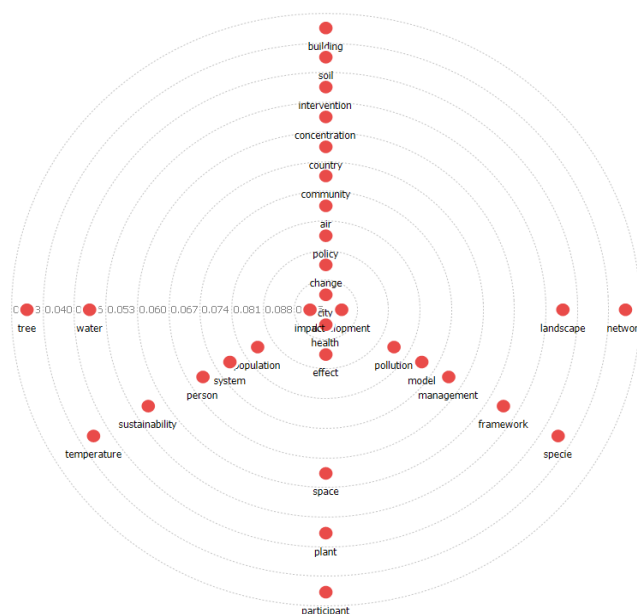 building
soil
intervention
concentration
country
community
air
policy
change
0.040 0.053 0.060 0.067 0.074 0.081 0.088
tree
water
city
impact
landscape
network
health
population
effect
pollution
system
model
person
management
sustainability
framework
temperature
specie
space
plant
participant